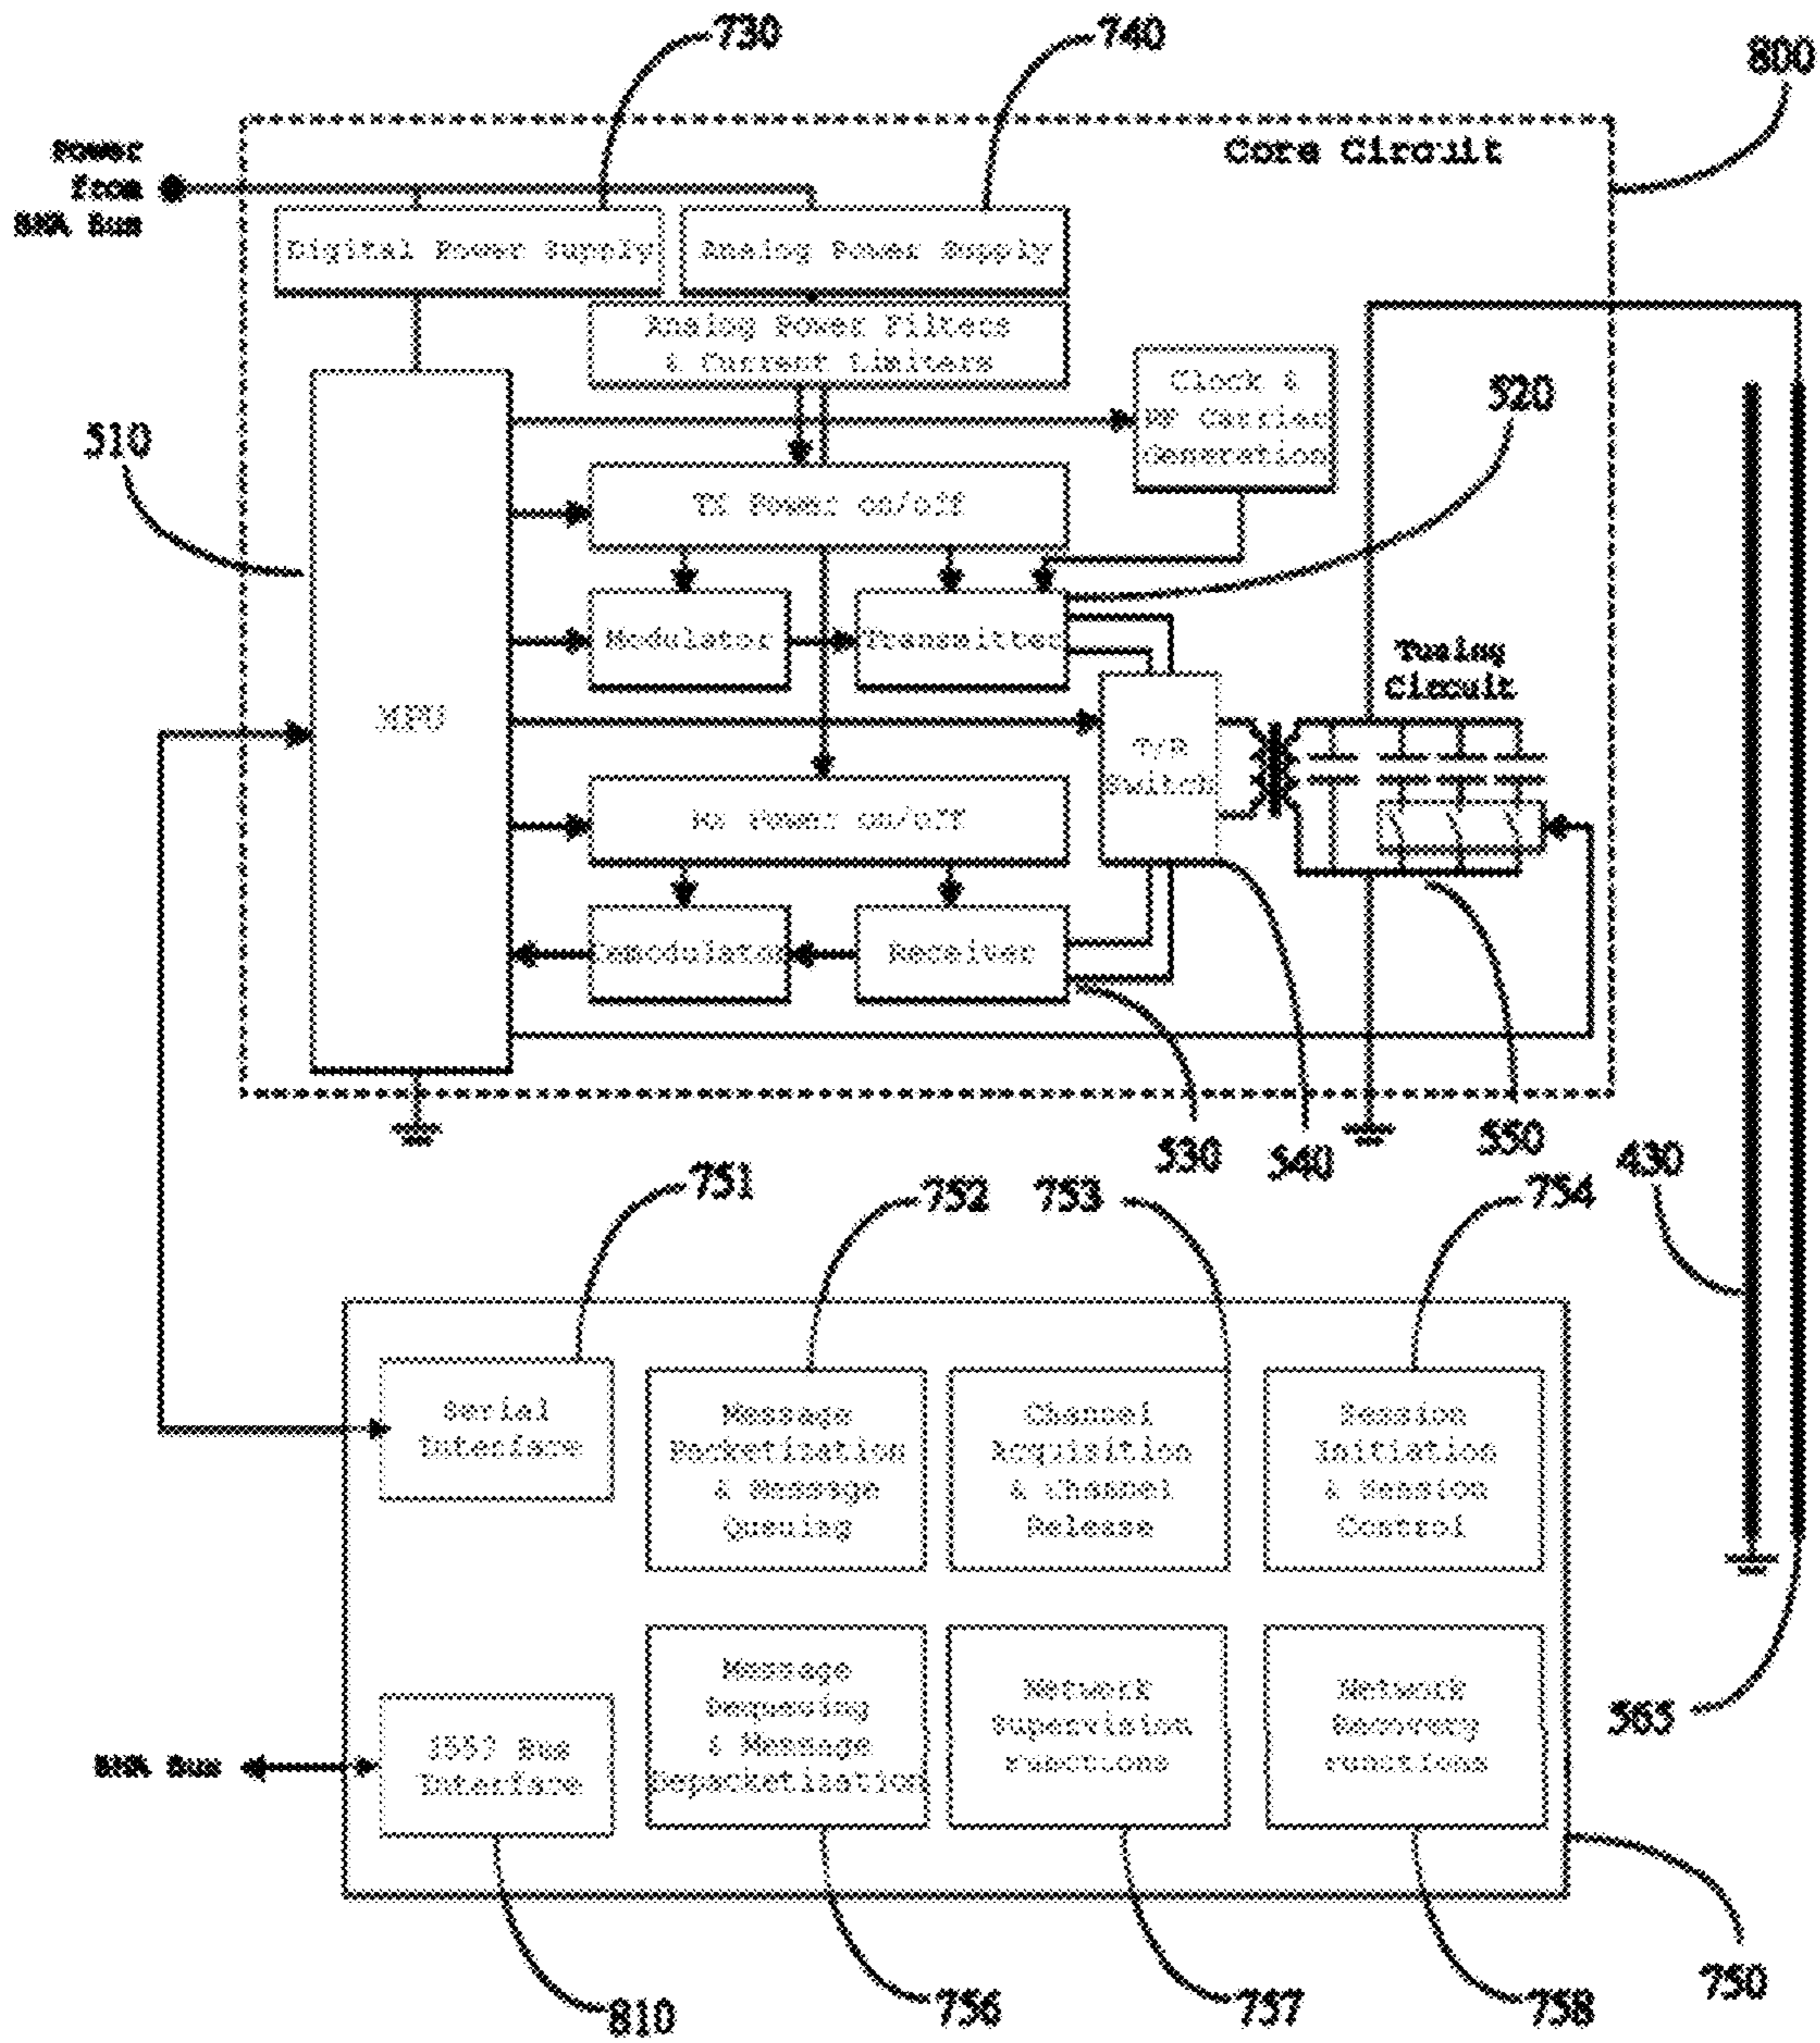 730
740
800
Power
from
BHA Bus
Core Circuit
Digital Power Supply
Analog Power Supply
Analog Power Filters
& Current Limiters
Clock &
RF Carrier
Generation
520
510
TX Power on/off
Modulator
Transmitter
Tuning
Circuit
MPU
T/R
Switch
Rx Power on/off
Demodulator
Receiver
530
540
550
430
751
752
753
754
Serial
Interface
Message
Packetization
& Message
Queuing
Channel
Acquisition
& Channel
Release
Session
Initiation
& Session
Control
565
BHA Bus
1553 Bus
Interface
Message
Dequeuing
& Message
Depacketization
Network
Supervision
Functions
Network
Recovery
Functions
810
756
757
758
750